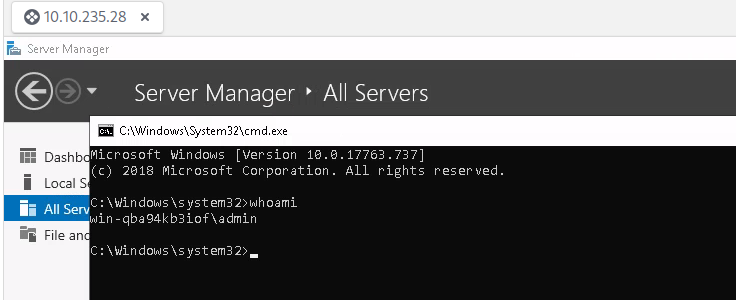 10.10.235.28 ×
Server Manager
Server Manager ‣ All Servers
C:\Windows\System32\cmd.exe
Microsoft Windows [Version 10.0.17763.737]
(c) 2018 Microsoft Corporation. All rights reserved.
C:\Windows\system32>whoami
win-qba94kb3iof\admin
C:\Windows\system32>
Dashbo
Local Se
All Serv
File and